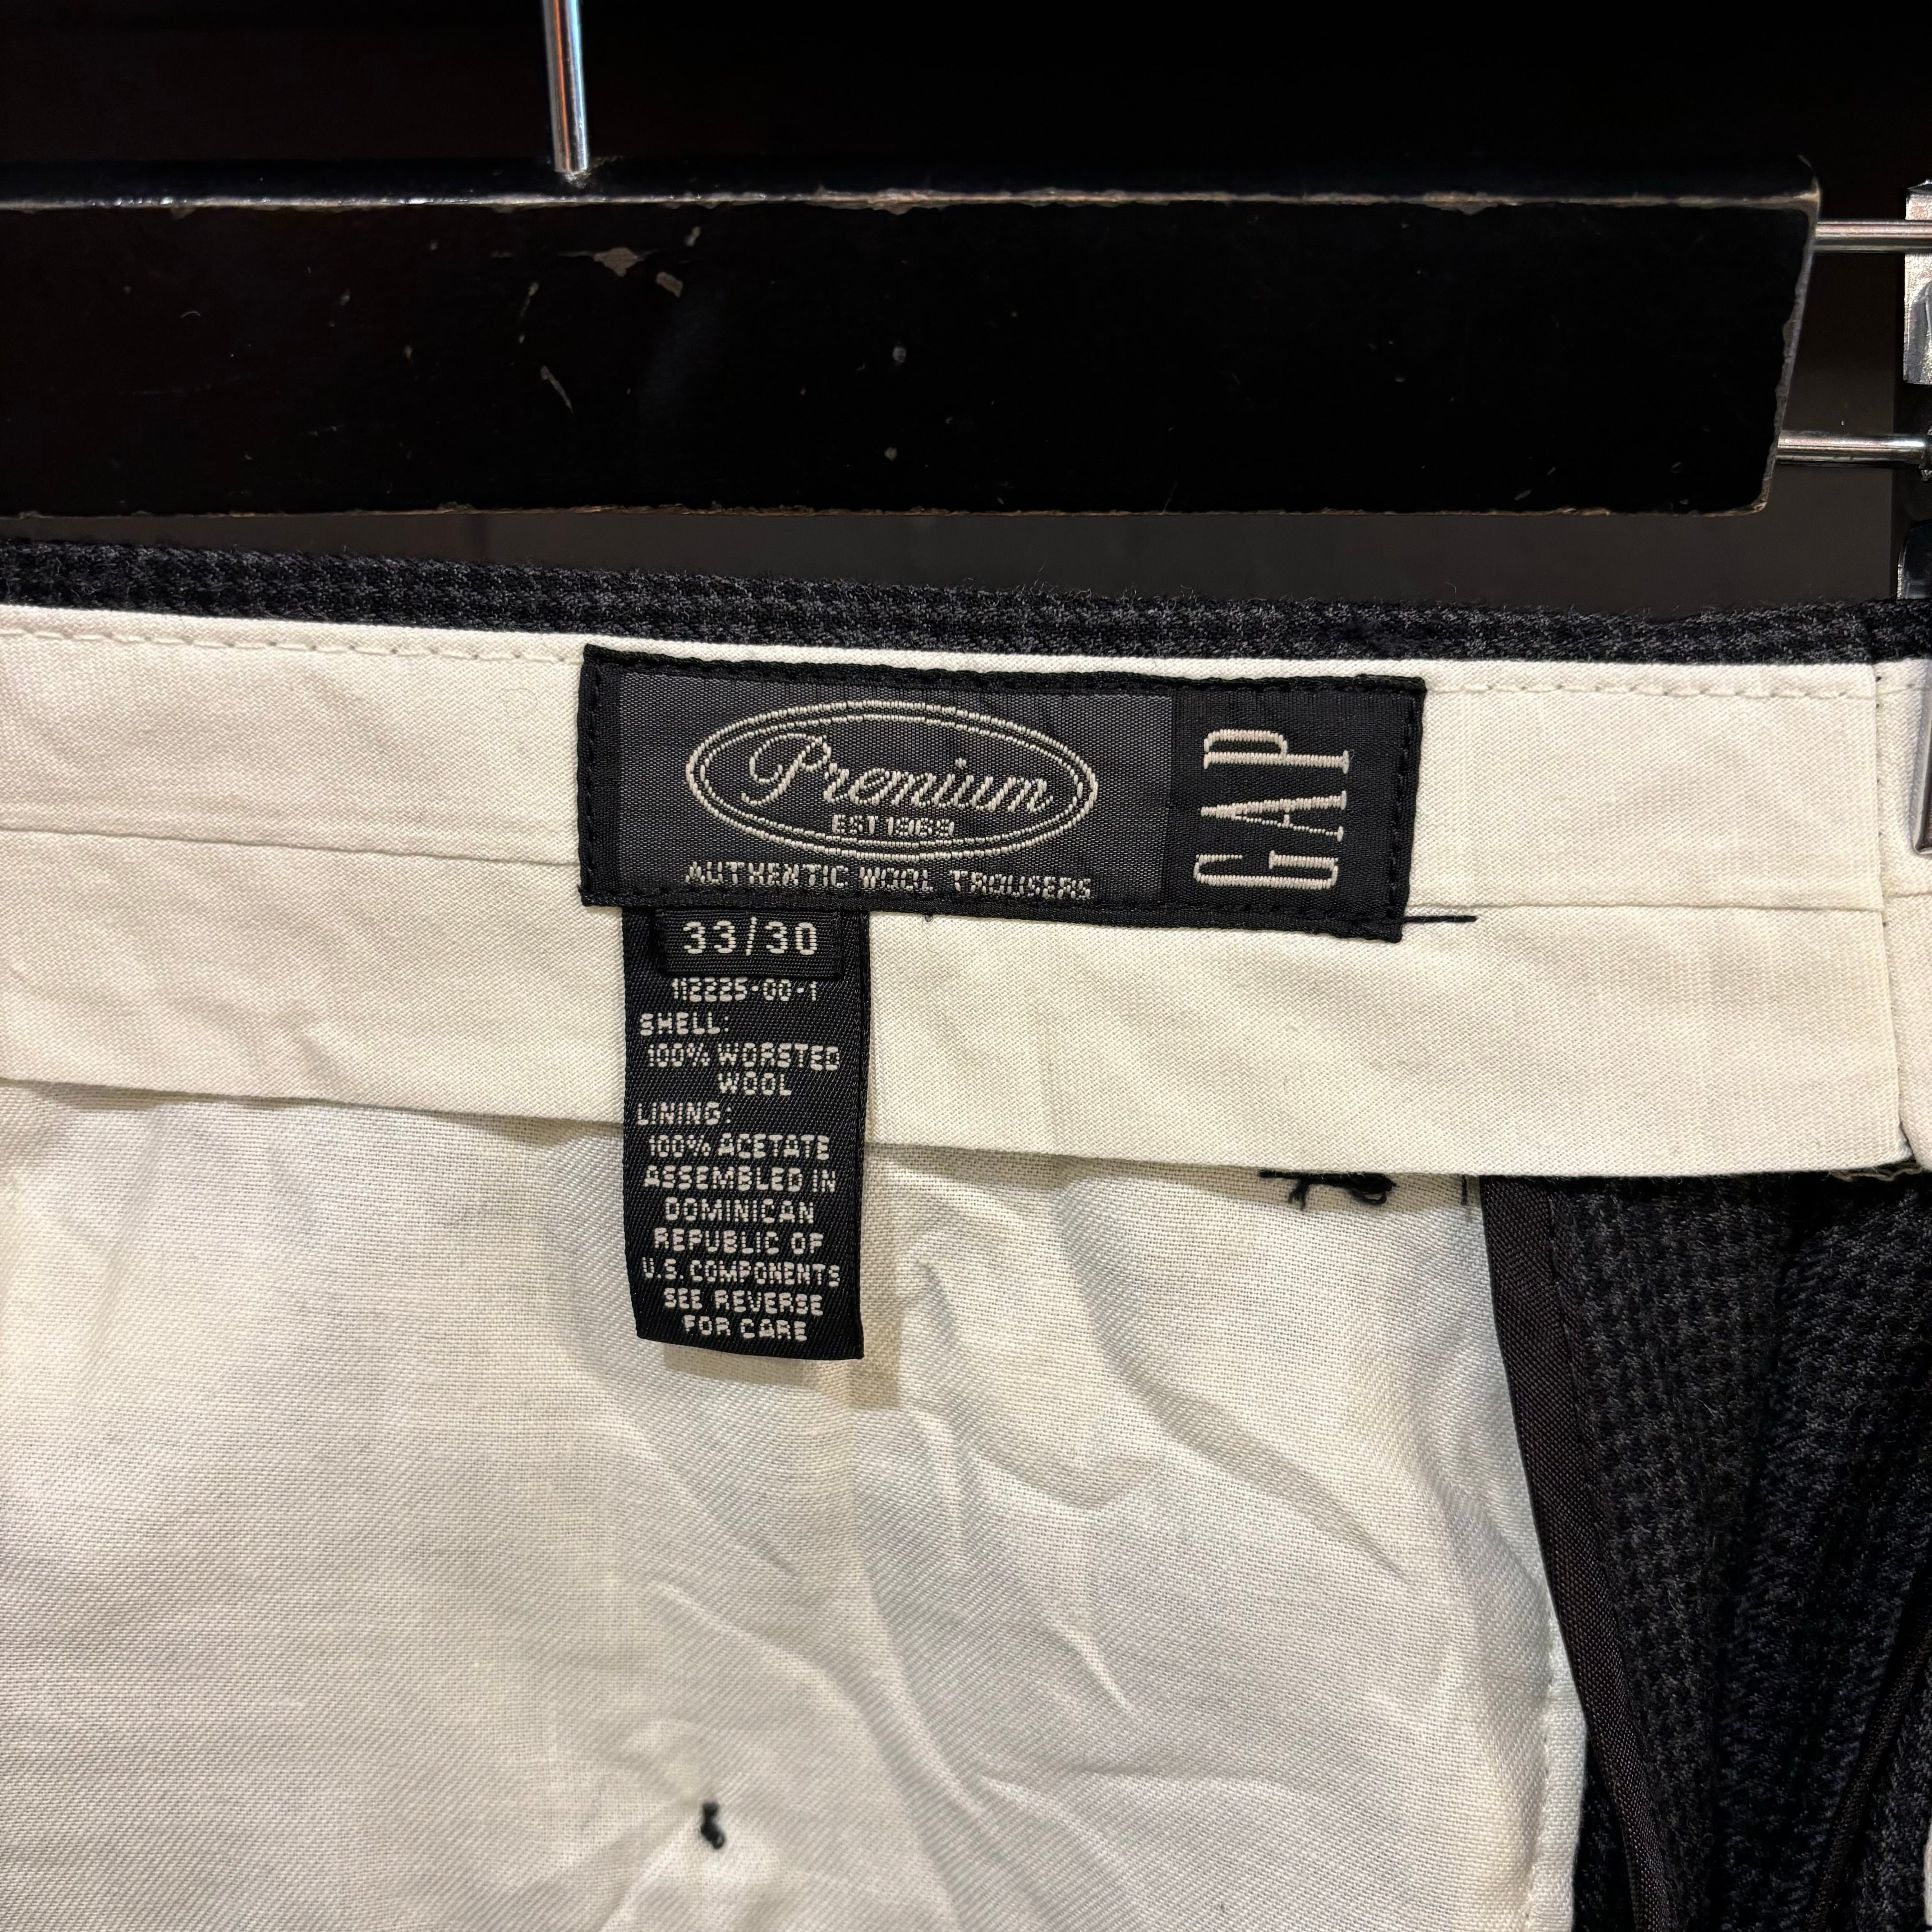 Premium
EST 1969
AUTHENTIC WOOL TROUSERS
GAP
33/30
112225-00-1
SHELL:
100% WORSTED
WOOL
LINING:
100% ACETATE
ASSEMBLED IN
DOMINICAN
REPUBLIC OF
U.S. COMPONENTS
SEE REVERSE
FOR CARE